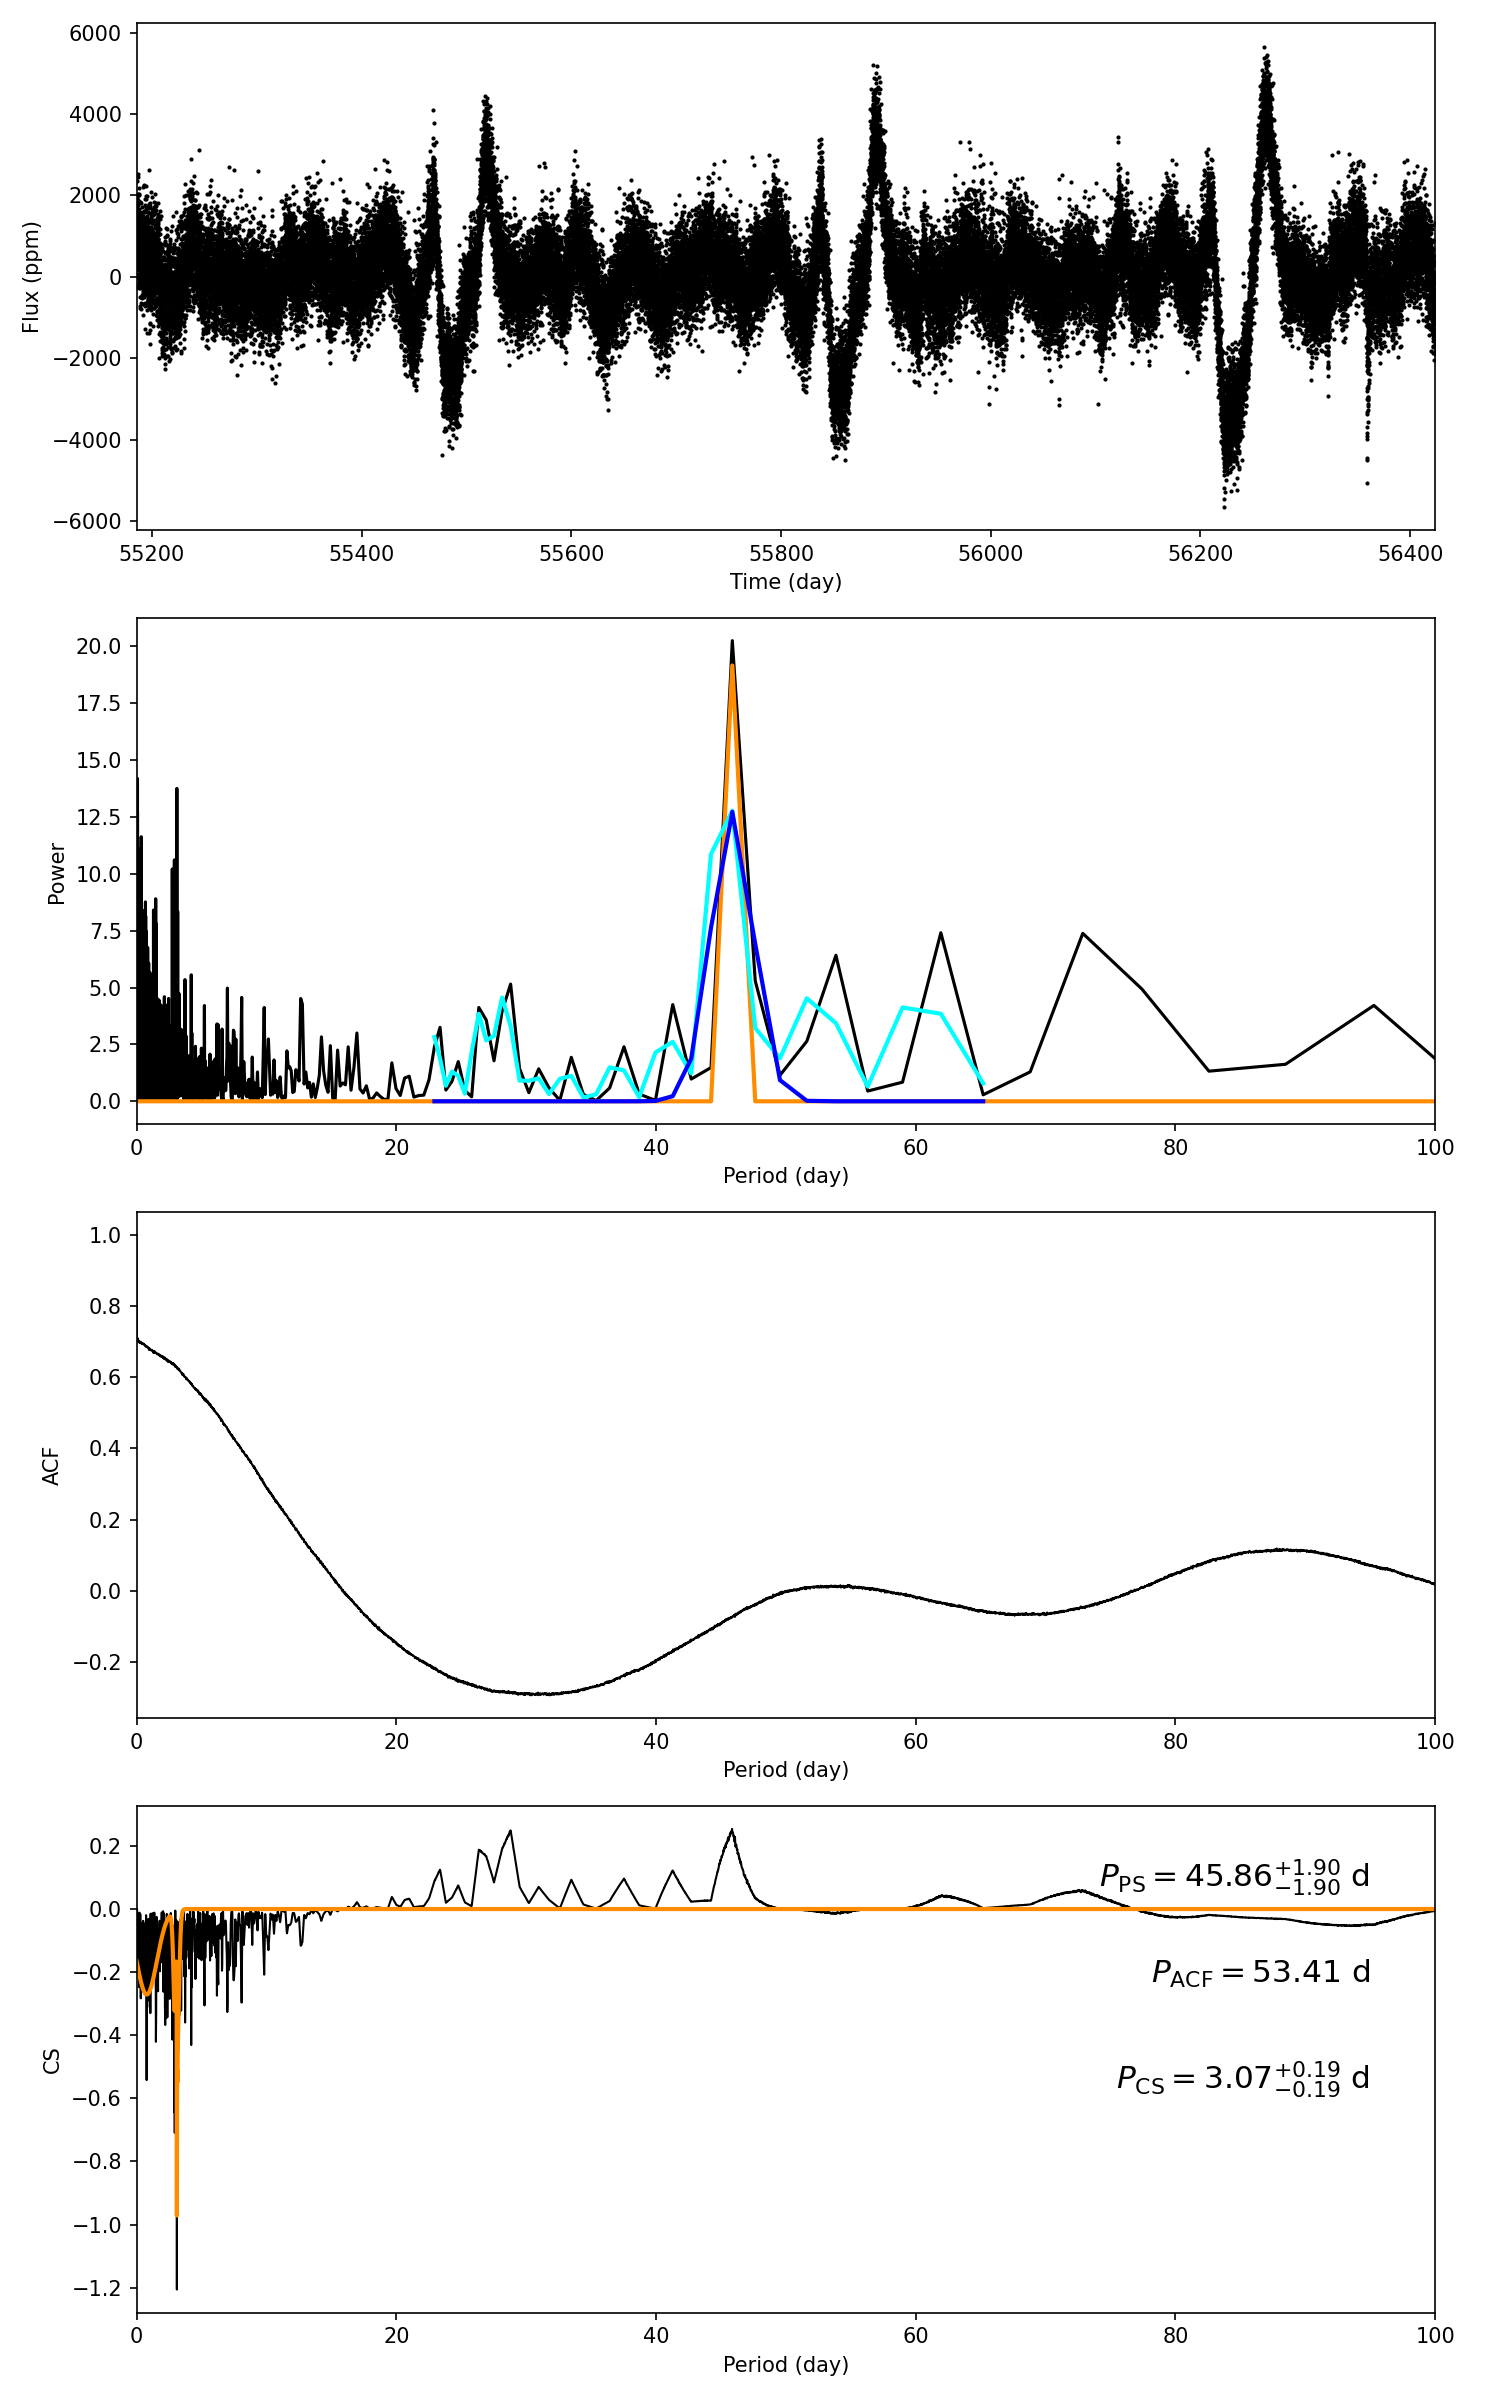 6000
4000
2000
0
−2000
−4000
−6000
Flux (ppm)
55200 55400 55600 55800 56000 56200 56400
Time (day)
20.0
17.5
15.0
12.5
10.0
7.5
5.0
2.5
0.0
Power
0 20 40 60 80 100
Period (day)
1.0
0.8
0.6
0.4
0.2
0.0
−0.2
ACF
0 20 40 60 80 100
Period (day)
0.2
0.0
−0.2
−0.4
−0.6
−0.8
−1.0
−1.2
CS
P_PS = 45.86^{+1.90}_{−1.90} d
P_ACF = 53.41 d
P_CS = 3.07^{+0.19}_{−0.19} d
0 20 40 60 80 100
Period (day)